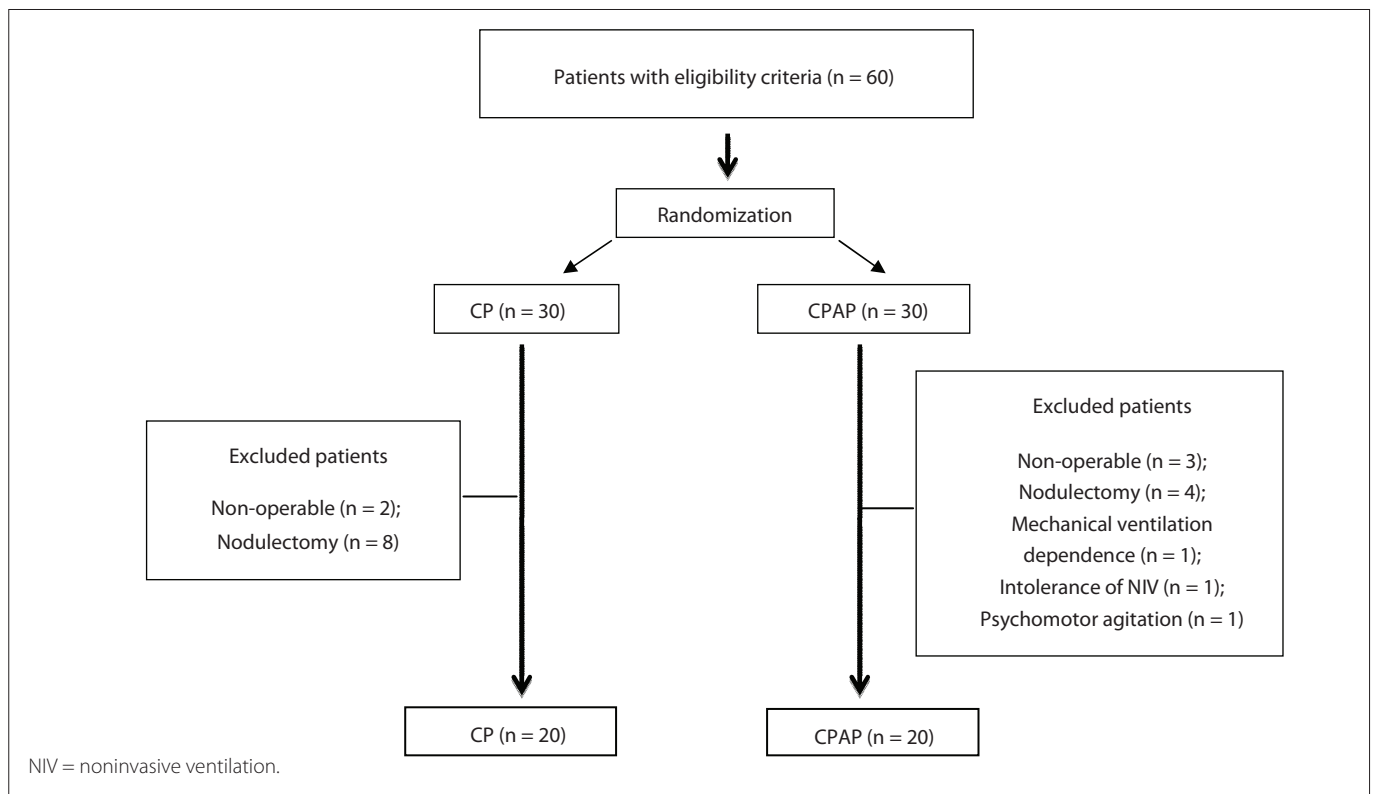 Patients with eligibility criteria (n = 60)
Randomization
CP (n = 30)
CPAP (n = 30)
Excluded patients
Non-operable (n = 2);
Nodulectomy (n = 8)
Excluded patients
Non-operable (n = 3);
Nodulectomy (n = 4);
Mechanical ventilation
dependence (n = 1);
Intolerance of NIV (n = 1);
Psychomotor agitation (n = 1)
CP (n = 20)
CPAP (n = 20)
NIV = noninvasive ventilation.